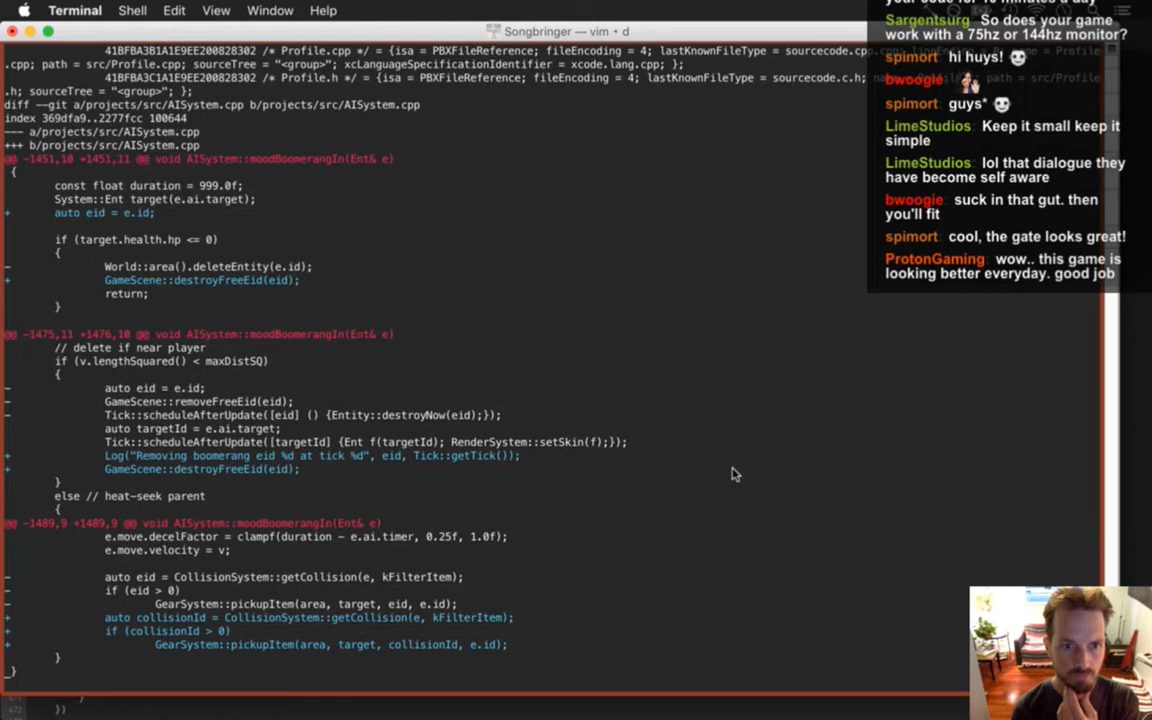 Terminal Shell Edit View Window Help
Songbringer — vim • d
41BFBA3B1A1E9EE200828302 /* Profile.cpp */ = {isa = PBXFileReference; fileEncoding = 4; lastKnownFileType = sourcecode.cpp.cpp;
.cpp; path = src/Profile.cpp; sourceTree = "<group>"; xcLanguageSpecificationIdentifier = xcode.lang.cpp; };
41BFBA3C1A1E9EE200828302 /* Profile.h */ = {isa = PBXFileReference; fileEncoding = 4; lastKnownFileType = sourcecode.c.h; path = src/Profile
.h; sourceTree = "<group>"; };
diff --git a/projects/src/AISystem.cpp b/projects/src/AISystem.cpp
index 369dfa9..2277fcc 100644
--- a/projects/src/AISystem.cpp
+++ b/projects/src/AISystem.cpp
@@ -1451,10 +1451,11 @@ void AISystem::moodBoomerangIn(Ent& e)
{
const float duration = 999.0f;
System::Ent target(e.ai.target);
+ auto eid = e.id;
if (target.health.hp <= 0)
{
- World::area().deleteEntity(e.id);
+ GameScene::destroyFreeEid(eid);
return;
}
@@ -1475,11 +1476,10 @@ void AISystem::moodBoomerangIn(Ent& e)
// delete if near player
if (v.lengthSquared() < maxDistSQ)
{
- auto eid = e.id;
- GameScene::removeFreeEid(eid);
- Tick::scheduleAfterUpdate([eid] () {Entity::destroyNow(eid);});
auto targetId = e.ai.target;
Tick::scheduleAfterUpdate([targetId] {Ent f(targetId); RenderSystem::setSkin(f);});
+ Log("Removing boomerang eid %d at tick %d", eid, Tick::getTick());
+ GameScene::destroyFreeEid(eid);
}
else // heat-seek parent
{
@@ -1489,9 +1489,9 @@ void AISystem::moodBoomerangIn(Ent& e)
e.move.decelFactor = clampf(duration - e.ai.timer, 0.25f, 1.0f);
e.move.velocity = v;
- auto eid = CollisionSystem::getCollision(e, kFilterItem);
- if (eid > 0)
- GearSystem::pickupItem(area, target, eid, e.id);
+ auto collisionId = CollisionSystem::getCollision(e, kFilterItem);
+ if (collisionId > 0)
+ GearSystem::pickupItem(area, target, collisionId, e.id);
}
}
472 })
Sargentsurg: So does your game
work with a 75hz or 144hz monitor?
spimort: hi huys!
bwoogie:
spimort: guys*
LimeStudios: Keep it small keep it
simple
LimeStudios: lol that dialogue they
have become self aware
bwoogie: suck in that gut. then
you'll fit
spimort: cool, the gate looks great!
ProtonGaming: wow.. this game is
looking better everyday. good job